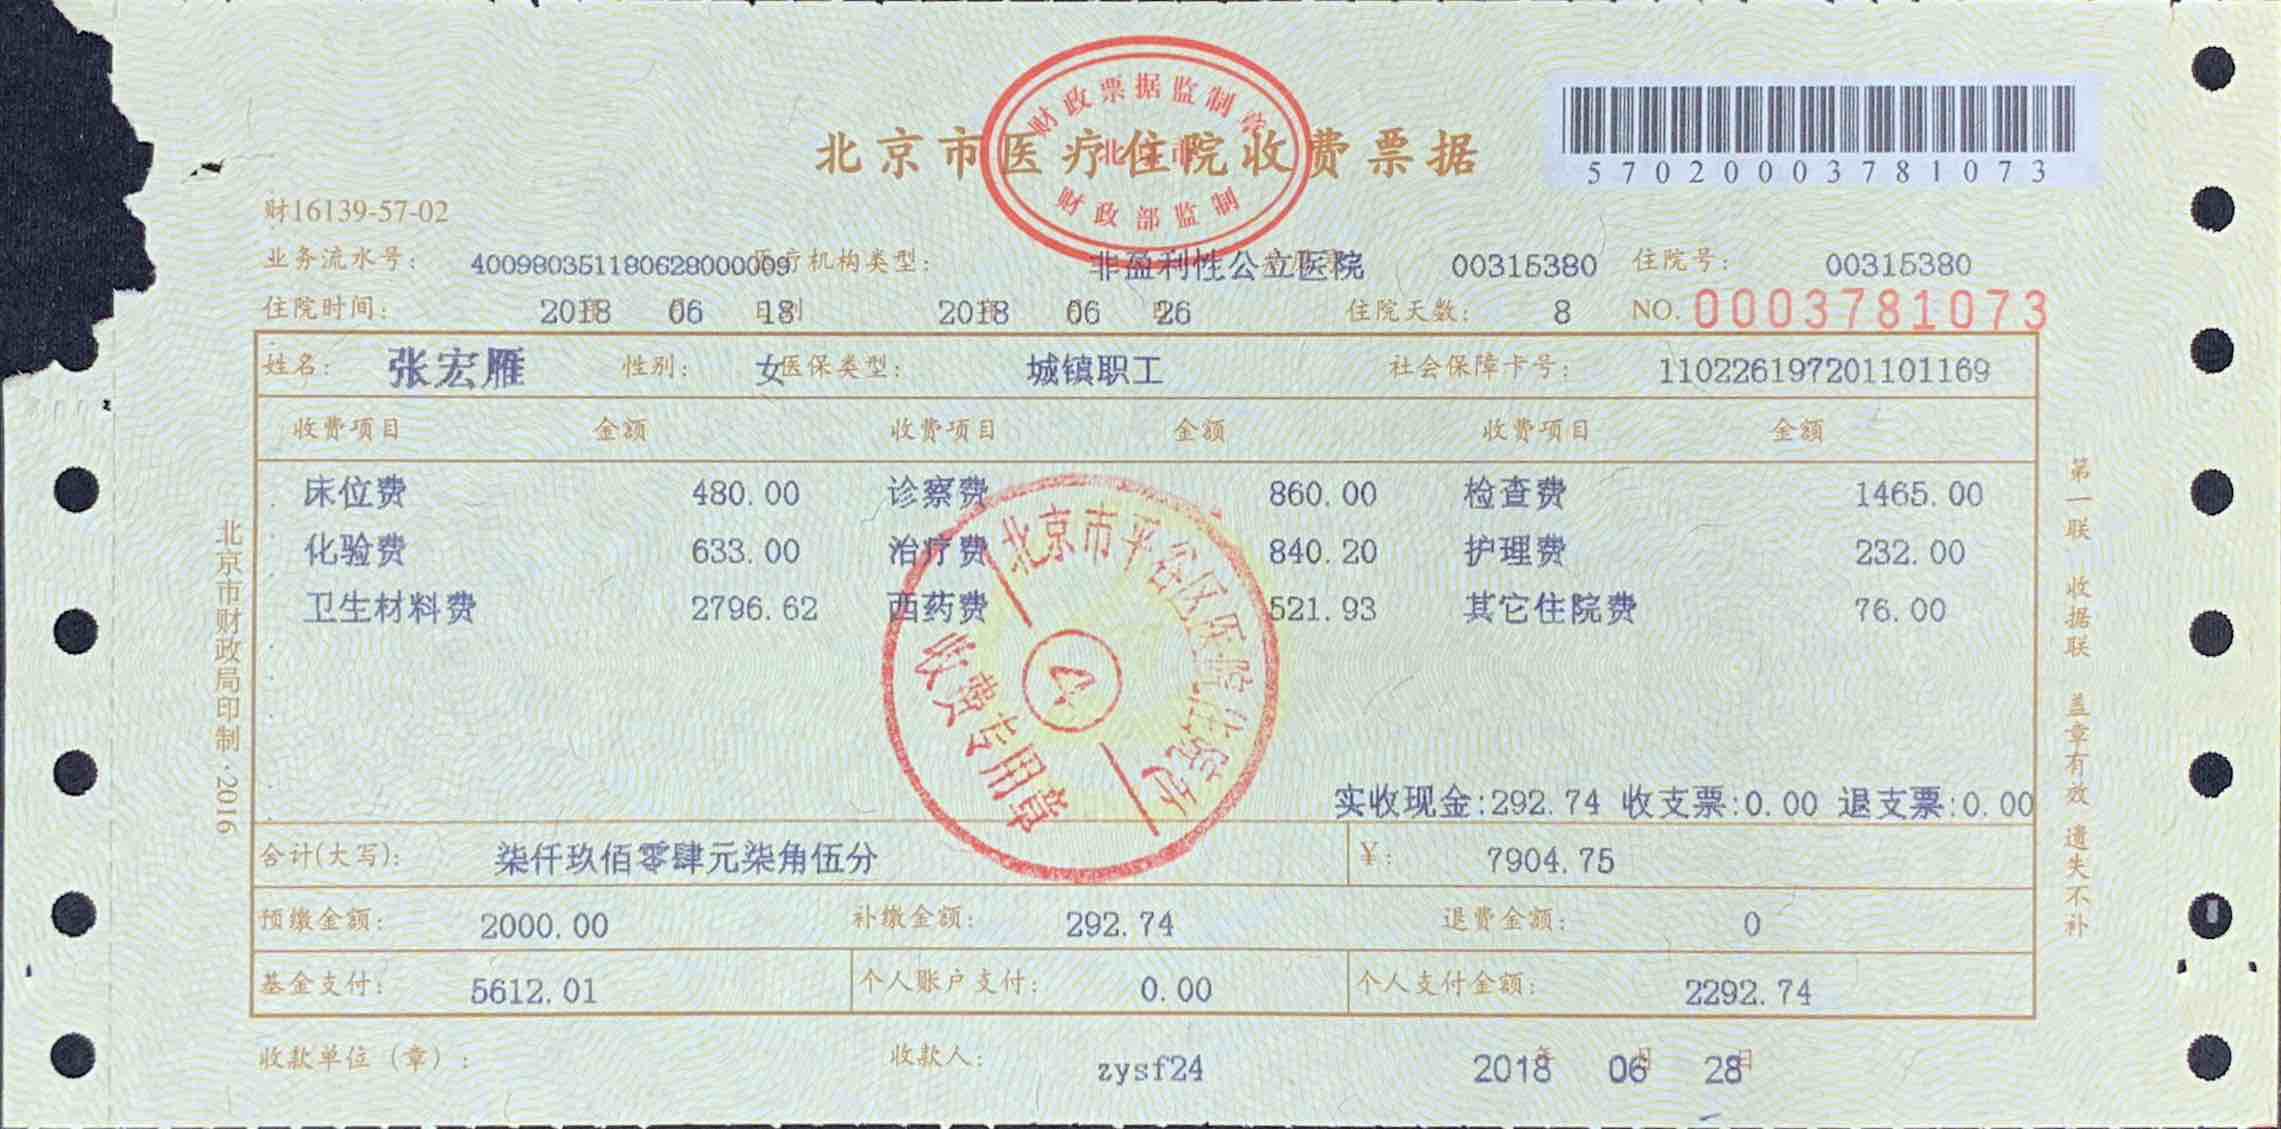 北京市医疗住院收费票据
财政票据监制章
北京市
财政部监制
57020003781073
财16139-57-02
业务流水号: 400980351180628000009 医疗机构类型: 非盈利性公立医院 00315380 住院号: 00315380
住院时间: 2018 年 06 月 18 日到 2018 年 06 月 26 日 住院天数: 8 NO. 0003781073
姓名: 张宏雁 性别: 女 医保类型: 城镇职工 社会保障卡号: 110226197201101169
收费项目 金额 收费项目 金额 收费项目 金额
床位费 480.00 诊察费 860.00 检查费 1465.00
化验费 633.00 治疗费 840.20 护理费 232.00
卫生材料费 2796.62 西药费 521.93 其它住院费 76.00
北京市平谷区医院住院处
4
收费专用章
实收现金:292.74 收支票:0.00 退支票:0.00
合计(大写): 柒仟玖佰零肆元柒角伍分 ¥: 7904.75
预缴金额: 2000.00 补缴金额: 292.74 退费金额: 0
基金支付: 5612.01 个人账户支付: 0.00 个人支付金额: 2292.74
收款单位(章): 收款人: zysf24 2018 年 06 月 28 日
北京市财政局印制·2016
第一联 收据联 盖章有效 遗失不补